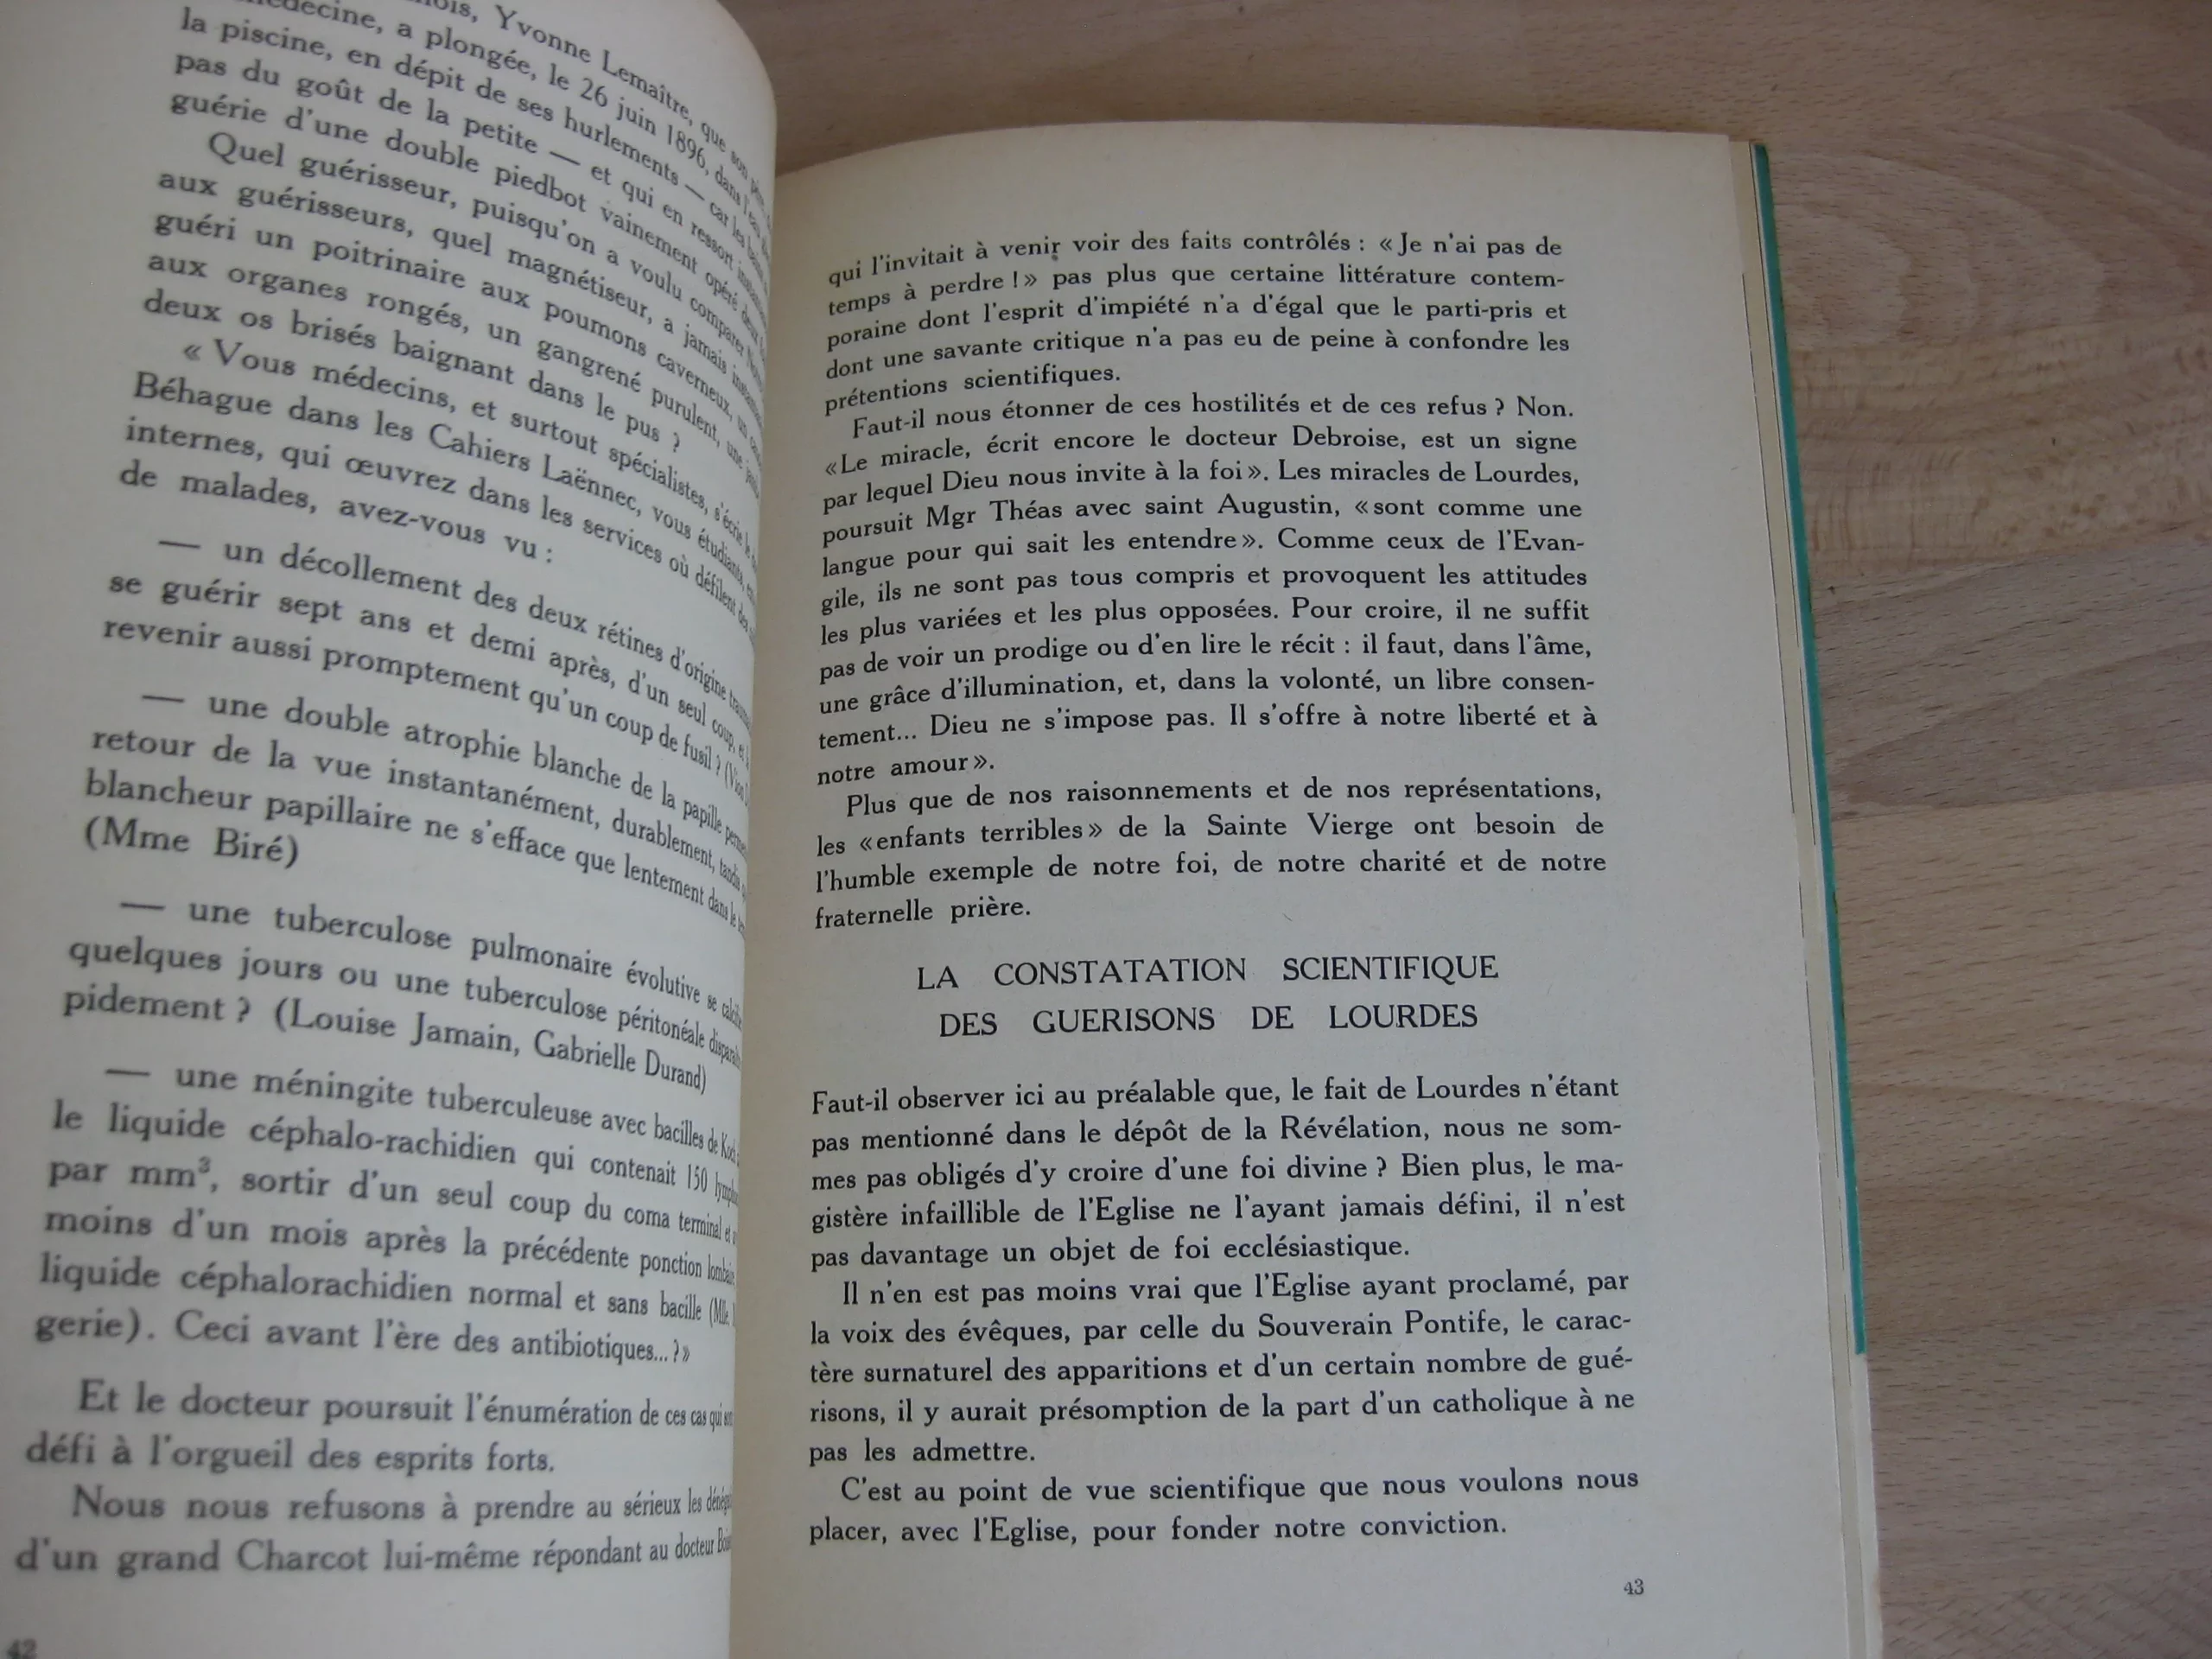 Yvonne Lemaître, que son
a plongée, le 26 juin 1896, dans l'eau
la piscine, en dépit de ses hurlements — car les bains
pas du goût de la petite — et qui en ressort
guérie d'une double piedbot vainement opéré deux
Quel guérisseur, puisqu'on a voulu comparer
aux guérisseurs, quel magnétiseur, a jamais
guéri un poitrinaire aux poumons caverneux, un
aux organes rongés, un gangrené purulent, une
deux os brisés baignant dans le pus ?
« Vous médecins, et surtout spécialistes, s'écrie le
Béhague dans les Cahiers Laënnec, vous étudiants,
internes, qui œuvrez dans les services où défilent des
de malades, avez-vous vu :
— un décollement des deux rétines d'origine
se guérir sept ans et demi après, d'un seul coup, et
revenir aussi promptement qu'un coup de fusil ?
— une double atrophie blanche de la papille
retour de la vue instantanément, durablement, tandis
blancheur papillaire ne s'efface que lentement dans le
(Mme Biré)
— une tuberculose pulmonaire évolutive se
quelques jours ou une tuberculose péritonéale
pidement ? (Louise Jamain, Gabrielle Durand)
— une méningite tuberculeuse avec bacilles de Koch
le liquide céphalo-rachidien qui contenait 150
par mm³, sortir d'un seul coup du coma terminal et
moins d'un mois après la précédente ponction lombaire,
liquide céphalorachidien normal et sans bacille (Mlle.
gerie). Ceci avant l'ère des antibiotiques...?»
Et le docteur poursuit l'énumération de ces cas qui
défi à l'orgueil des esprits forts.
Nous nous refusons à prendre au sérieux les
d'un grand Charcot lui-même répondant au docteur
42
qui l'invitait à venir voir des faits contrôlés : « Je n'ai pas de
temps à perdre !» pas plus que certaine littérature contem-
poraine dont l'esprit d'impiété n'a d'égal que le parti-pris et
dont une savante critique n'a pas eu de peine à confondre les
prétentions scientifiques.
Faut-il nous étonner de ces hostilités et de ces refus ? Non.
«Le miracle, écrit encore le docteur Debroise, est un signe
par lequel Dieu nous invite à la foi». Les miracles de Lourdes,
poursuit Mgr Théas avec saint Augustin, «sont comme une
langue pour qui sait les entendre». Comme ceux de l'Evan-
gile, ils ne sont pas tous compris et provoquent les attitudes
les plus variées et les plus opposées. Pour croire, il ne suffit
pas de voir un prodige ou d'en lire le récit : il faut, dans l'âme,
une grâce d'illumination, et, dans la volonté, un libre consen-
tement... Dieu ne s'impose pas. Il s'offre à notre liberté et à
notre amour».
Plus que de nos raisonnements et de nos représentations,
les «enfants terribles» de la Sainte Vierge ont besoin de
l'humble exemple de notre foi, de notre charité et de notre
fraternelle prière.
LA CONSTATATION SCIENTIFIQUE
DES GUERISONS DE LOURDES
Faut-il observer ici au préalable que, le fait de Lourdes n'étant
pas mentionné dans le dépôt de la Révélation, nous ne som-
mes pas obligés d'y croire d'une foi divine ? Bien plus, le ma-
gistère infaillible de l'Eglise ne l'ayant jamais défini, il n'est
pas davantage un objet de foi ecclésiastique.
Il n'en est pas moins vrai que l'Eglise ayant proclamé, par
la voix des évêques, par celle du Souverain Pontife, le carac-
tère surnaturel des apparitions et d'un certain nombre de gué-
risons, il y aurait présomption de la part d'un catholique à ne
pas les admettre.
C'est au point de vue scientifique que nous voulons nous
placer, avec l'Eglise, pour fonder notre conviction.
43